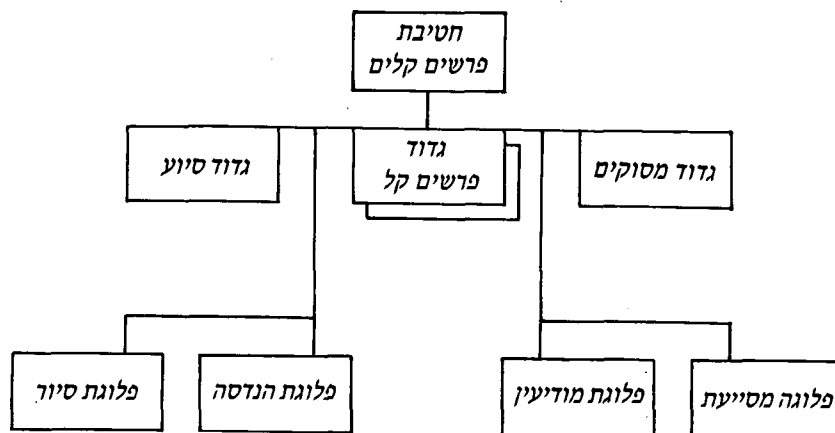 חטיבת
פרשים קלים
גדוד מסוקים
גדוד
פרשים קל
גדוד סיוע
פלוגה מסייעת
פלוגת מודיעין
פלוגת הנדסה
פלוגת סיור